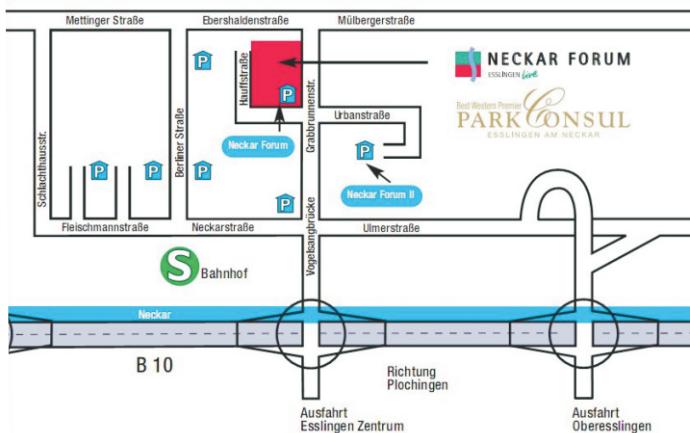 Mettinger Straße
Ebershaldenstraße
Mülbergerstraße
NECKAR FORUM
ESSLINGEN live
Best Western Premier
PARK CONSUL
ESSLINGEN AM NECKAR
Schlachthausstr.
Berliner Straße
Hauffstraße
Grabbrunnenstr.
P
P
Urbanstraße
Neckar Forum
P
P
P
P
Neckar Forum II
P
Fleischmannstraße
Neckarstraße
Vogelsangbrücke
Ulmerstraße
S
Bahnhof
Neckar
B 10
Richtung
Plochingen
Ausfahrt
Esslingen Zentrum
Ausfahrt
Oberesslingen